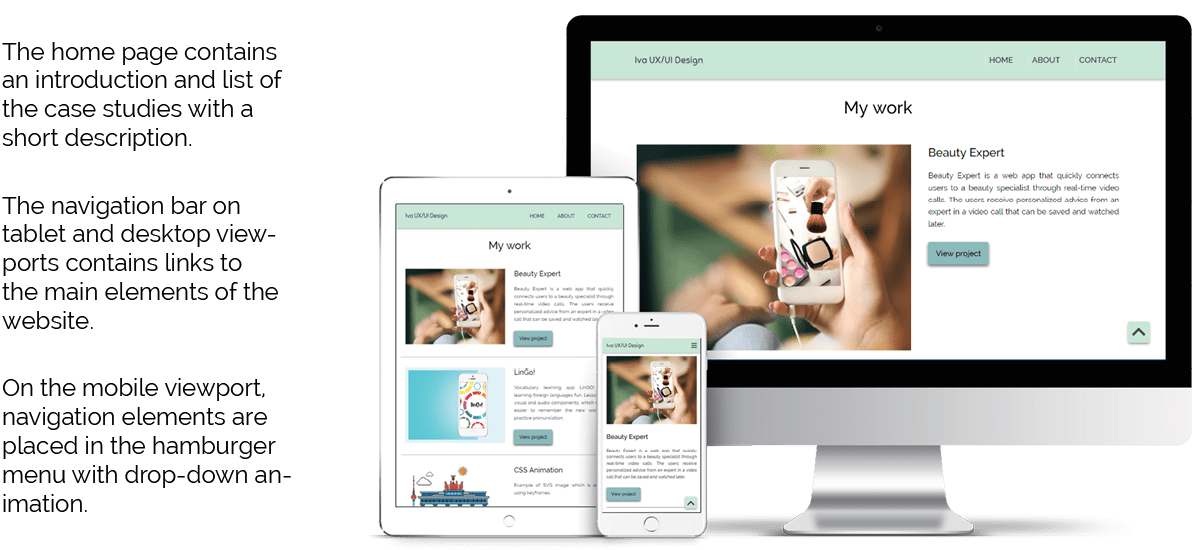 The home page contains
an introduction and list of
the case studies with a
short description.
The navigation bar on
tablet and desktop view-
ports contains links to
the main elements of the
website.
On the mobile viewport,
navigation elements are
placed in the hamburger
menu with drop-down an-
imation.
Iva UX/UI Design
HOME ABOUT CONTACT
My work
Beauty Expert
Beauty Expert is a web app that quickly connects
users to a beauty specialist through real-time video
calls. The users receive personalized advice from an
expert in a video call that can be saved and watched
later.
View project
Iva UX/UI Design
HOME ABOUT CONTACT
My work
Beauty Expert
Beauty Expert is a web app that quickly
connects users to a beauty specialist through
real-time video calls. The users receive
personalized advice from an expert in a video
call that can be saved and watched later.
View project
LinGo!
Vocabulary learning app LinGO!
learning foreign languages fun.
visual and audio components, which
easier to remember the new
practice pronunciation.
View project
CSS Animation
Example of SVG image which is
using keyframes.
Iva UX/UI Design
Beauty Expert
Beauty Expert is a web app that quickly
connects users to a beauty specialist through
real-time video calls. The users receive
personalized advice from an expert in a video
call that can be saved and watched later.
View project